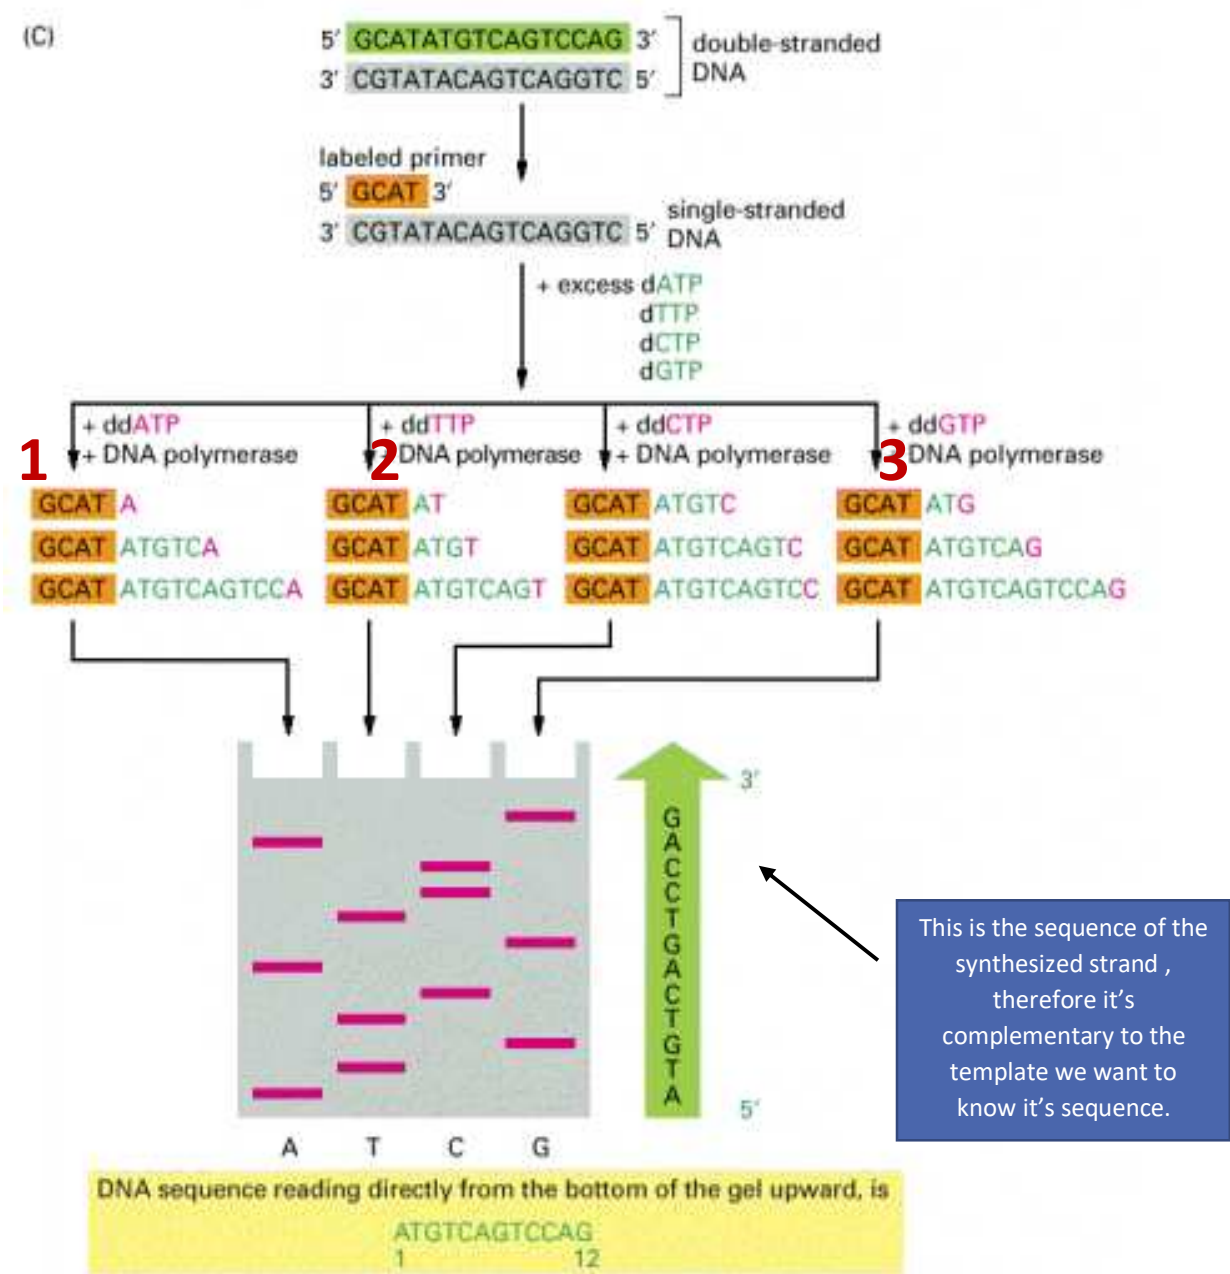 (C)
5′ GCATATGTCAGTCCAG 3′
3′ CGTATACAGTCAGGTC 5′
double-stranded
DNA
labeled primer
5′ GCAT 3′
3′ CGTATACAGTCAGGTC 5′
single-stranded
DNA
+ excess dATP
dTTP
dCTP
dGTP
1
+ ddATP
+ DNA polymerase
GCAT A
GCAT ATGTCA
GCAT ATGTCAGTCCA
2
+ ddTTP
DNA polymerase
GCAT AT
GCAT ATGT
GCAT ATGTCAGT
+ ddCTP
+ DNA polymerase
GCAT ATGTC
GCAT ATGTCAGTC
GCAT ATGTCAGTCC
3
+ ddGTP
DNA polymerase
GCAT ATG
GCAT ATGTCAG
GCAT ATGTCAGTCCAG
3′
G
A
C
C
T
G
A
C
T
G
T
A
5′
This is the sequence of the
synthesized strand ,
therefore it’s
complementary to the
template we want to
know it’s sequence.
A T C G
DNA sequence reading directly from the bottom of the gel upward, is
ATGTCAGTCCAG
1 12